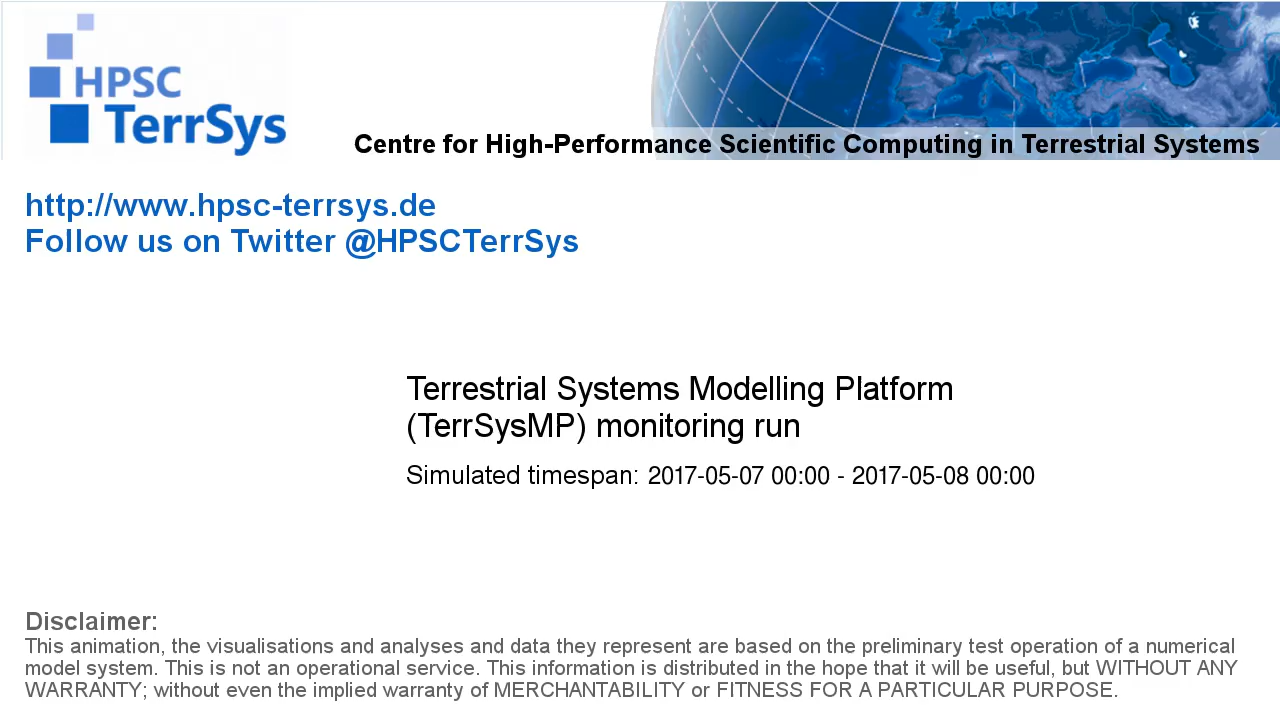 HPSC
TerrSys
Centre for High-Performance Scientific Computing in Terrestrial Systems
http://www.hpsc-terrsys.de
Follow us on Twitter @HPSCTerrSys
Terrestrial Systems Modelling Platform
(TerrSysMP) monitoring run
Simulated timespan: 2017-05-07 00:00 - 2017-05-08 00:00
Disclaimer:
This animation, the visualisations and analyses and data they represent are based on the preliminary test operation of a numerical
model system. This is not an operational service. This information is distributed in the hope that it will be useful, but WITHOUT ANY
WARRANTY; without even the implied warranty of MERCHANTABILITY or FITNESS FOR A PARTICULAR PURPOSE.